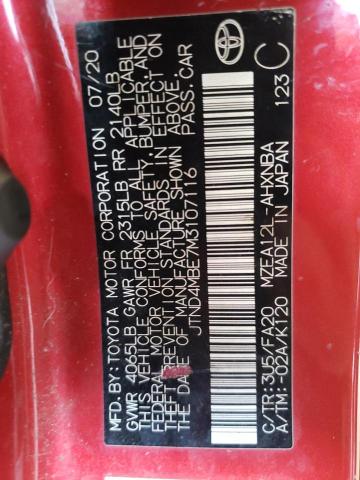 MFD.BY:TOYOTA MOTOR CORPORATION 07/20
GVWR 4065LB GAWR FR 2315LB RR 2140LB
THIS VEHICLE CONFORMS TO ALL APPLICABLE
FEDERAL MOTOR VEHICLE SAFETY, BUMPER, AND
THEFT PREVENTION STANDARDS IN EFFECT ON
THE DATE OF MANUFACTURE SHOWN ABOVE.
JTND4MBE7M3107116 PASS. CAR
C/TR:3U5/FA20 MZEA12L-AHXNBA
A/TM:-02A/K120 MADE IN JAPAN
123 C
TOYOTA